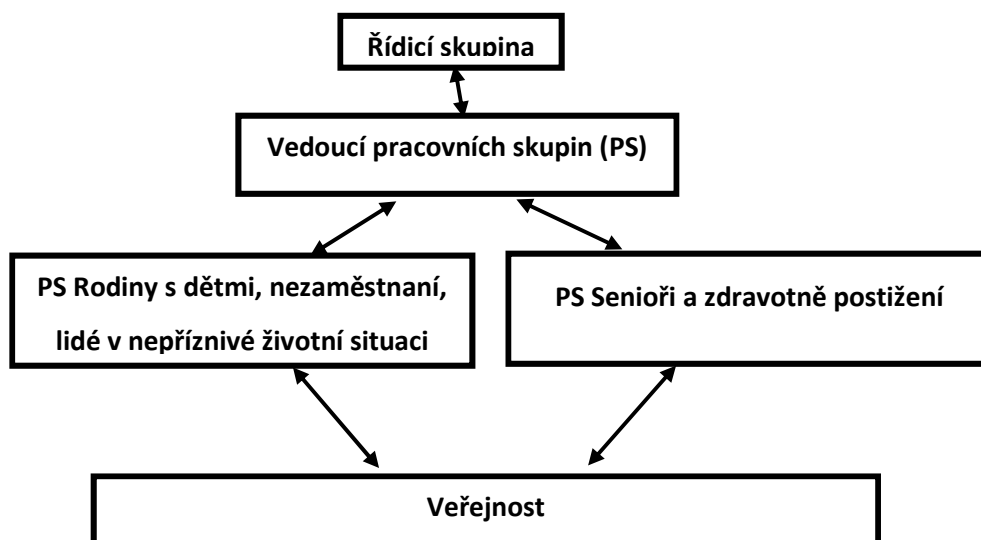 Řídicí skupina
Vedoucí pracovních skupin (PS)
PS Rodiny s dětmi, nezaměstnaní,
lidé v nepříznivé životní situaci
PS Senioři a zdravotně postižení
Veřejnost